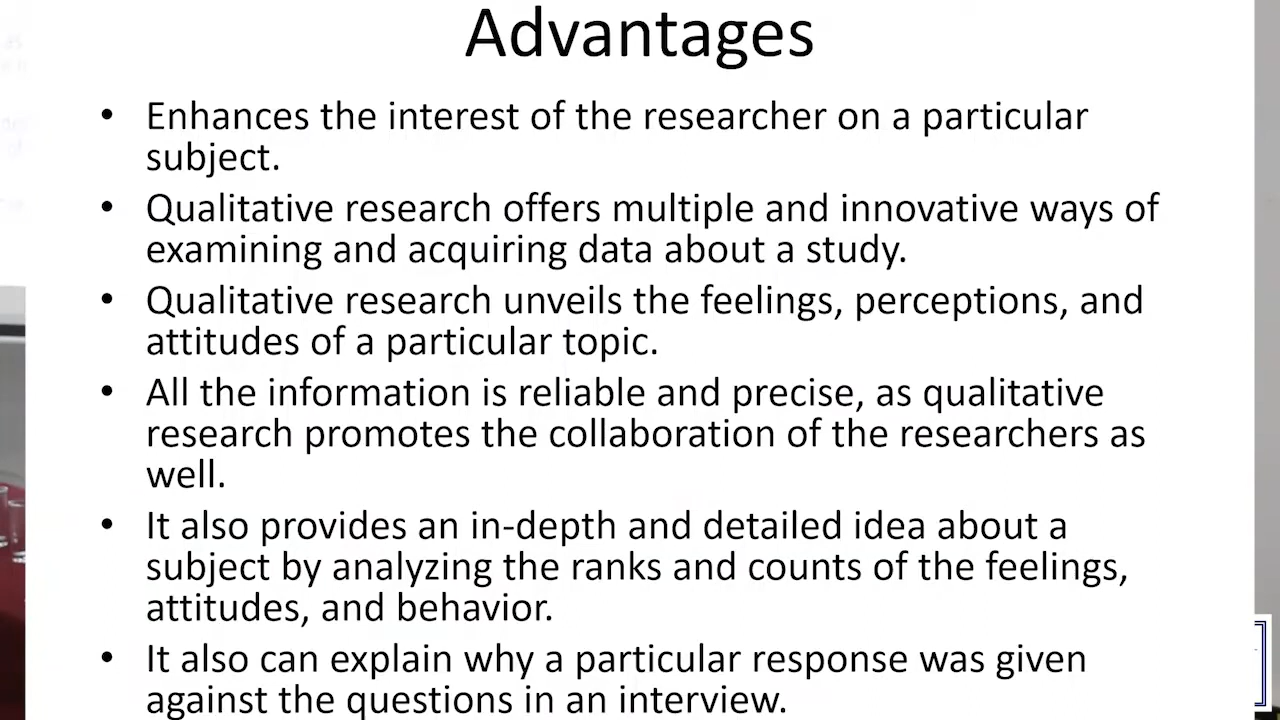 Advantages
• Enhances the interest of the researcher on a particular
subject.
• Qualitative research offers multiple and innovative ways of
examining and acquiring data about a study.
• Qualitative research unveils the feelings, perceptions, and
attitudes of a particular topic.
• All the information is reliable and precise, as qualitative
research promotes the collaboration of the researchers as
well.
• It also provides an in-depth and detailed idea about a
subject by analyzing the ranks and counts of the feelings,
attitudes, and behavior.
• It also can explain why a particular response was given
against the questions in an interview.